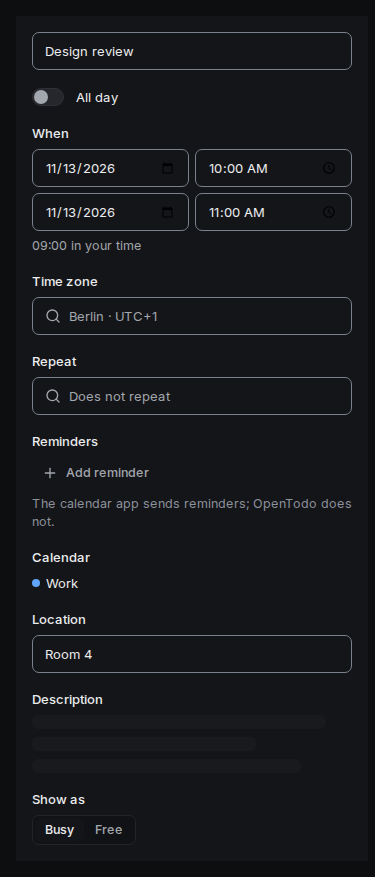 Design review
All day
When
11/13/2026
10:00 AM
11/13/2026
11:00 AM
09:00 in your time
Time zone
Berlin · UTC+1
Repeat
Does not repeat
Reminders
Add reminder
The calendar app sends reminders; OpenTodo does
not.
Calendar
Work
Location
Room 4
Description
Show as
Busy
Free